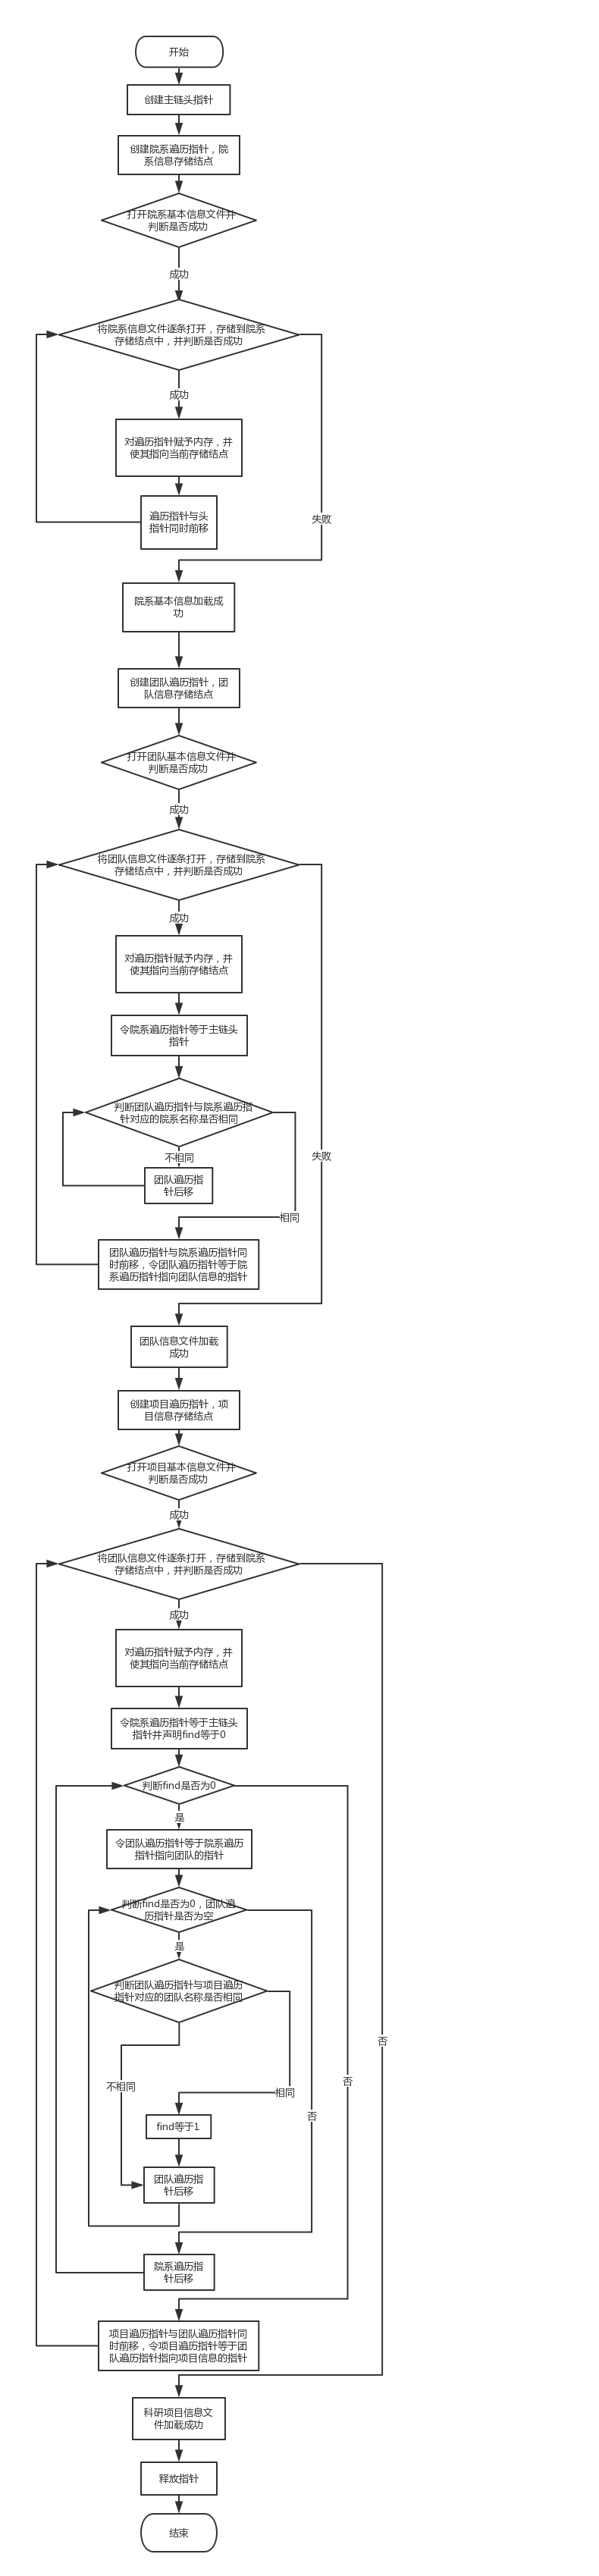 开始
创建主链头指针
创建院系遍历指针，院
系信息存储结点
打开院系基本信息文件并
判断是否成功
成功
将院系信息文件逐条打开，存储到院系
存储结点中，并判断是否成功
成功
对遍历指针赋予内存，并
使其指向当前存储结点
遍历指针与头
指针同时前移
失败
院系基本信息加载成
功
创建团队遍历指针，团
队信息存储结点
打开团队基本信息文件并
判断是否成功
成功
将团队信息文件逐条打开，存储到院系
存储结点中，并判断是否成功
成功
对遍历指针赋予内存，并
使其指向当前存储结点
令院系遍历指针等于主链头
指针
判断团队遍历指针与院系遍历指
针对应的院系名称是否相同
不相同
失败
团队遍历指
针后移
相同
团队遍历指针与院系遍历指针同
时前移，令团队遍历指针等于院
系遍历指针指向团队信息的指针
团队信息文件加载
成功
创建项目遍历指针，项
目信息存储结点
打开项目基本信息文件并
判断是否成功
成功
将团队信息文件逐条打开，存储到院系
存储结点中，并判断是否成功
成功
对遍历指针赋予内存，并
使其指向当前存储结点
令院系遍历指针等于主链头
指针并声明find等于0
判断find是否为0
是
令团队遍历指针等于院系遍历
指针指向团队的指针
判断find是否为0，团队遍
历指针是否为空
是
判断团队遍历指针与项目遍历
指针对应的团队名称是否相同
否
否
不相同
相同
否
find等于1
团队遍历指
针后移
院系遍历指
针后移
项目遍历指针与团队遍历指针同
时前移，令项目遍历指针等于团
队遍历指针指向项目信息的指针
科研项目信息文
件加载成功
释放指针
结束